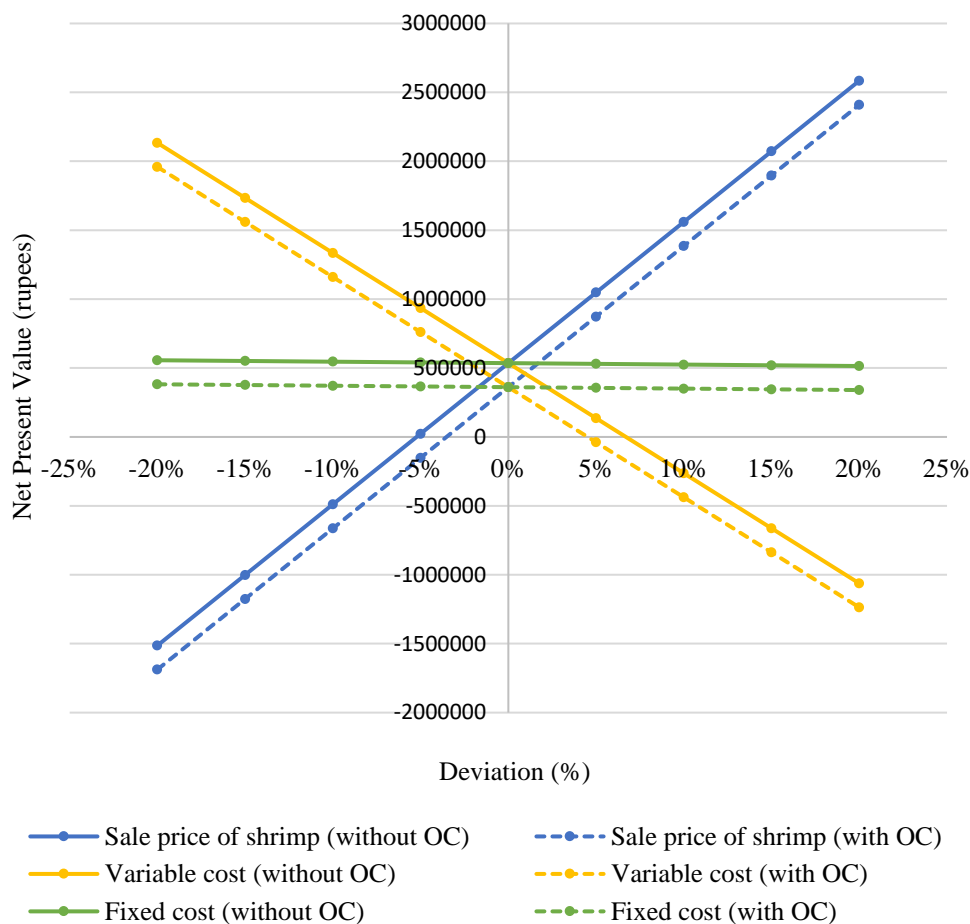 3000000
2500000
2000000
1500000
1000000
500000
0
-25% -20% -15% -10% -5% 0% 5% 10% 15% 20% 25%
-500000
-1000000
-1500000
-2000000
Net Present Value (rupees)
Deviation (%)
Sale price of shrimp (without OC) Sale price of shrimp (with OC)
Variable cost (without OC) Variable cost (with OC)
Fixed cost (without OC) Fixed cost (with OC)